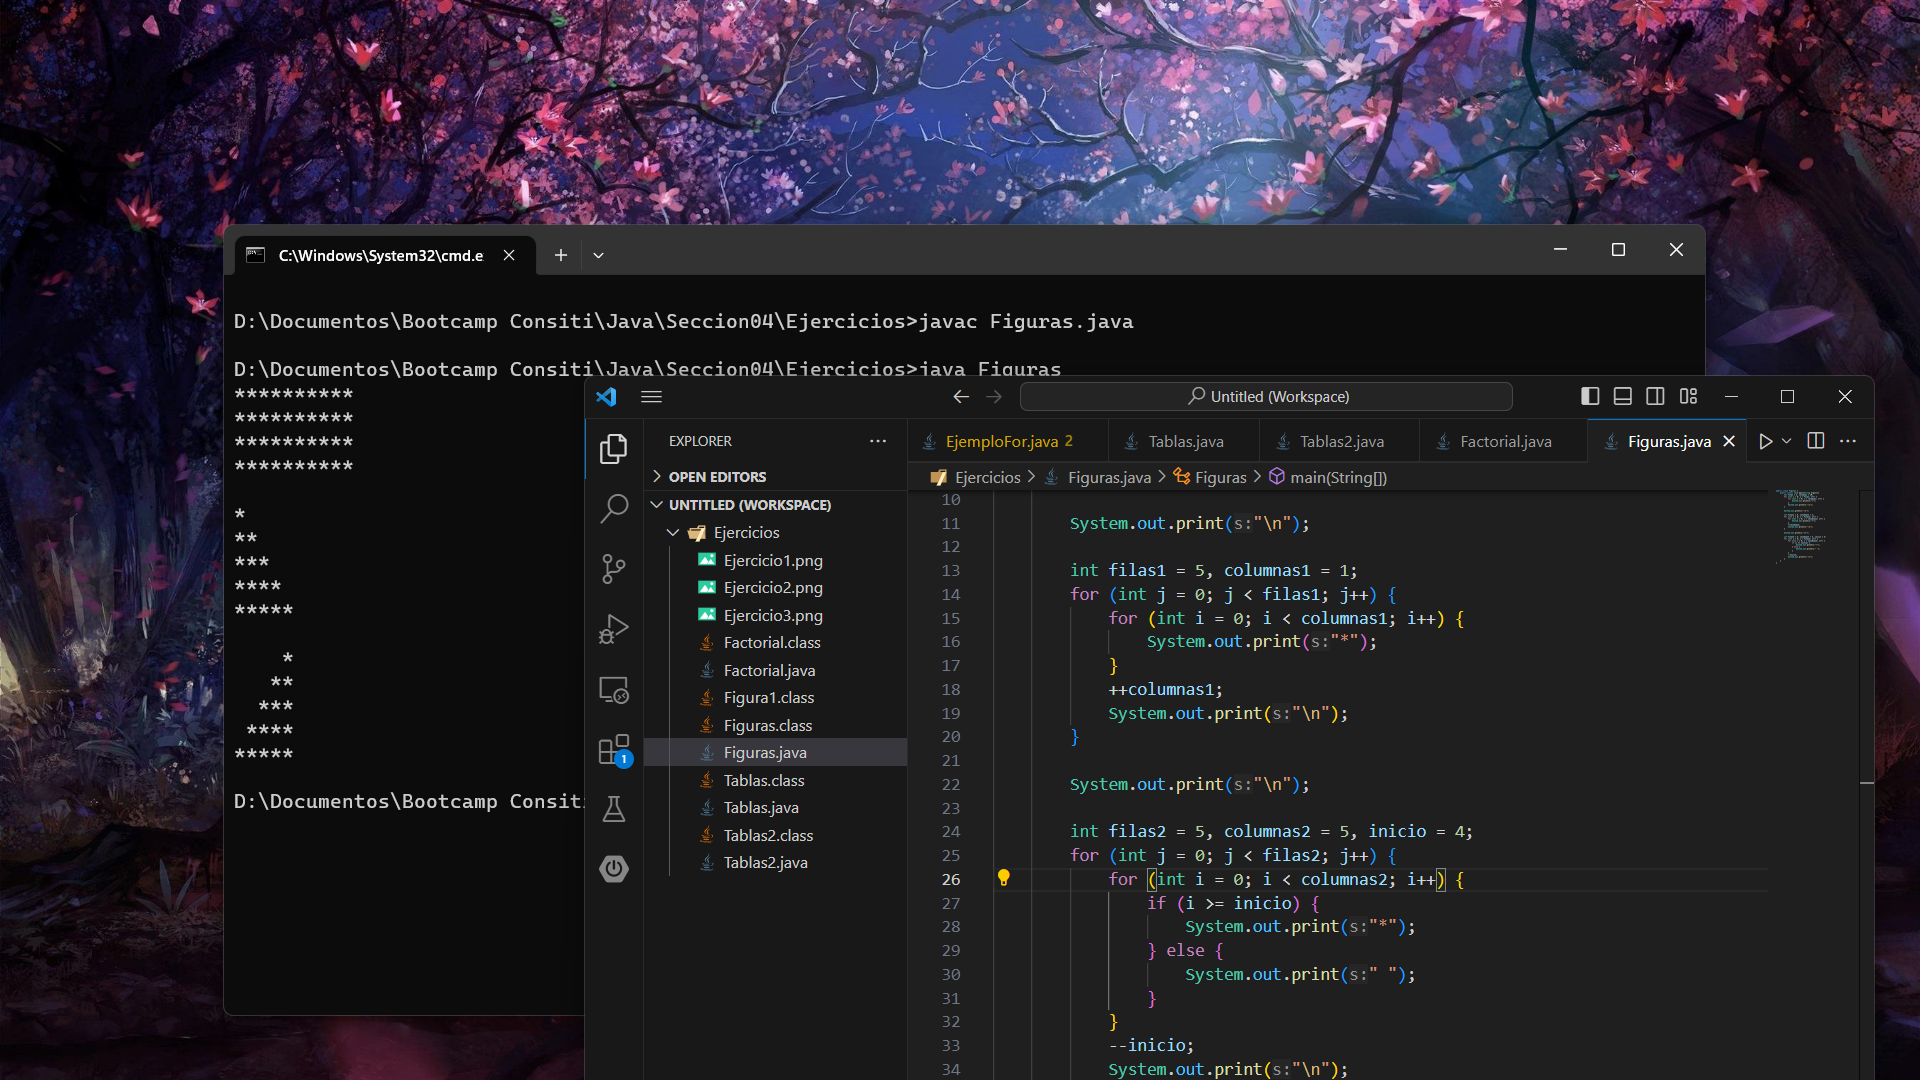 C:\Windows\System32\cmd.e
D:\Documentos\Bootcamp Consiti\Java\Seccion04\Ejercicios>javac Figuras.java
D:\Documentos\Bootcamp Consiti\Java\Seccion04\Ejercicios>java Figuras
**********
**********
**********
**********
*
**
***
****
*****
    *
   **
  ***
 ****
*****
D:\Documentos\Bootcamp Consiti
Untitled (Workspace)
EXPLORER
OPEN EDITORS
UNTITLED (WORKSPACE)
Ejercicios
Ejercicio1.png
Ejercicio2.png
Ejercicio3.png
Factorial.class
Factorial.java
Figura1.class
Figuras.class
Figuras.java
Tablas.class
Tablas.java
Tablas2.class
Tablas2.java
1
EjemploFor.java 2 Tablas.java Tablas2.java Factorial.java Figuras.java
Ejercicios > Figuras.java > Figuras > main(String[])
10
11 System.out.print(s:"\n");
12
13 int filas1 = 5, columnas1 = 1;
14 for (int j = 0; j < filas1; j++) {
15 for (int i = 0; i < columnas1; i++) {
16 System.out.print(s:"*");
17 }
18 ++columnas1;
19 System.out.print(s:"\n");
20 }
21
22 System.out.print(s:"\n");
23
24 int filas2 = 5, columnas2 = 5, inicio = 4;
25 for (int j = 0; j < filas2; j++) {
26 for (int i = 0; i < columnas2; i++) {
27 if (i >= inicio) {
28 System.out.print(s:"*");
29 } else {
30 System.out.print(s:" ");
31 }
32 }
33 --inicio;
34 System.out.print(s:"\n");